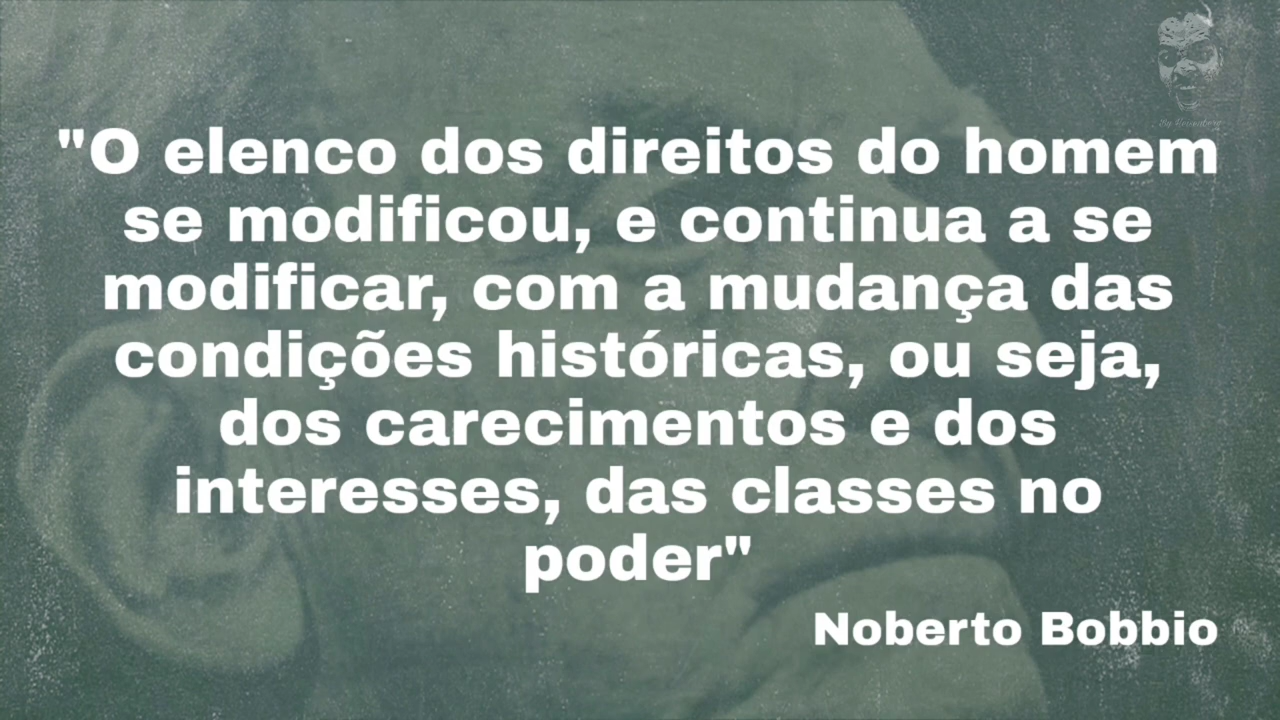 "O elenco dos direitos do homem
se modificou, e continua a se
modificar, com a mudança das
condições históricas, ou seja,
dos carecimentos e dos
interesses, das classes no
poder"
Noberto Bobbio